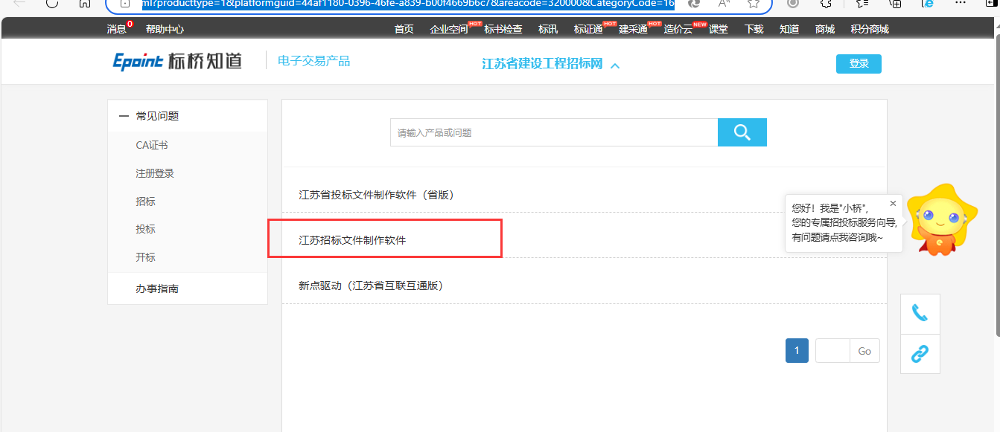 ml?producttype=1&platformguid=44af1180-0396-46fe-a839-b00f4669b6c7&areacode=320000&CategoryCode=16
消息 0 帮助中心 首页 企业空间 HOT 标书检查 标讯 标证通 HOT 建采通 HOT 造价云 NEW 课堂 下载 知道 商城 积分商城
Epoint 标桥知道 电子交易产品 江苏省建设工程招标网 登录
常见问题
CA证书
注册登录
招标
投标
开标
办事指南
请输入产品或问题
江苏省投标文件制作软件（省版）
江苏招标文件制作软件
新点驱动（江苏省互联互通版）
1 Go
您好！我是"小桥",
您的专属招投标服务向导,
有问题请点我咨询哦~